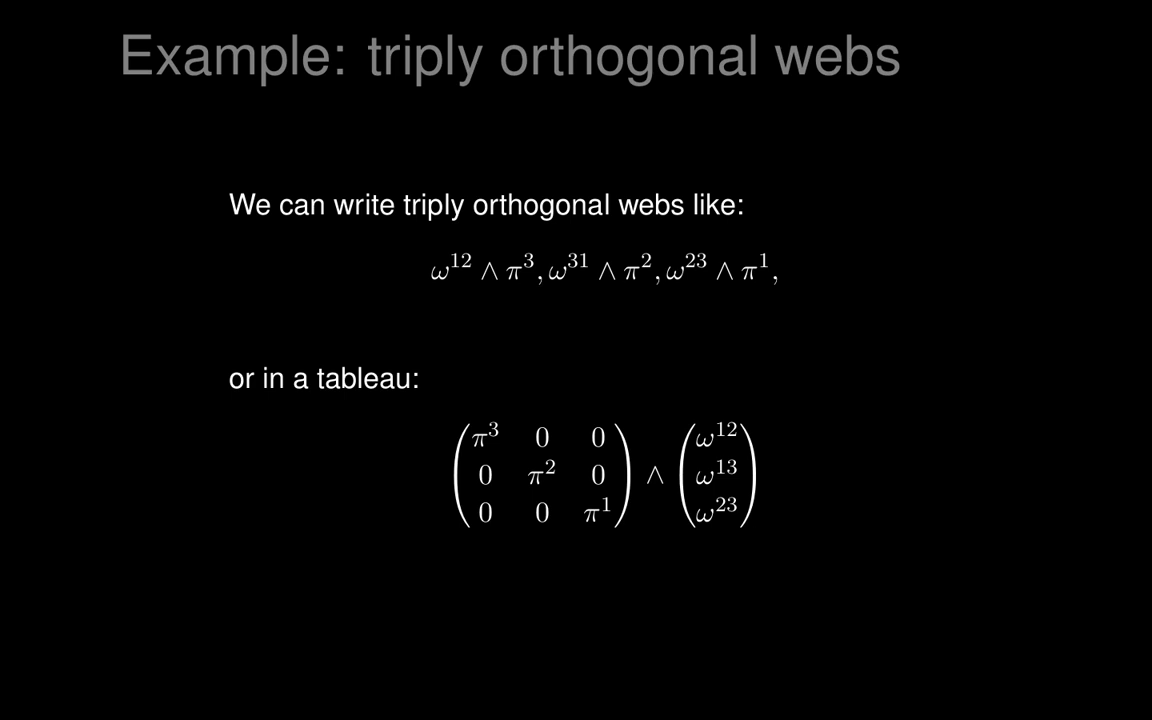 Example: triply orthogonal webs
We can write triply orthogonal webs like:
ω¹² ∧ π³, ω³¹ ∧ π², ω²³ ∧ π¹,
or in a tableau:
π³ 0 0 ω¹²
0 π² 0 ∧ ω¹³
0 0 π¹ ω²³